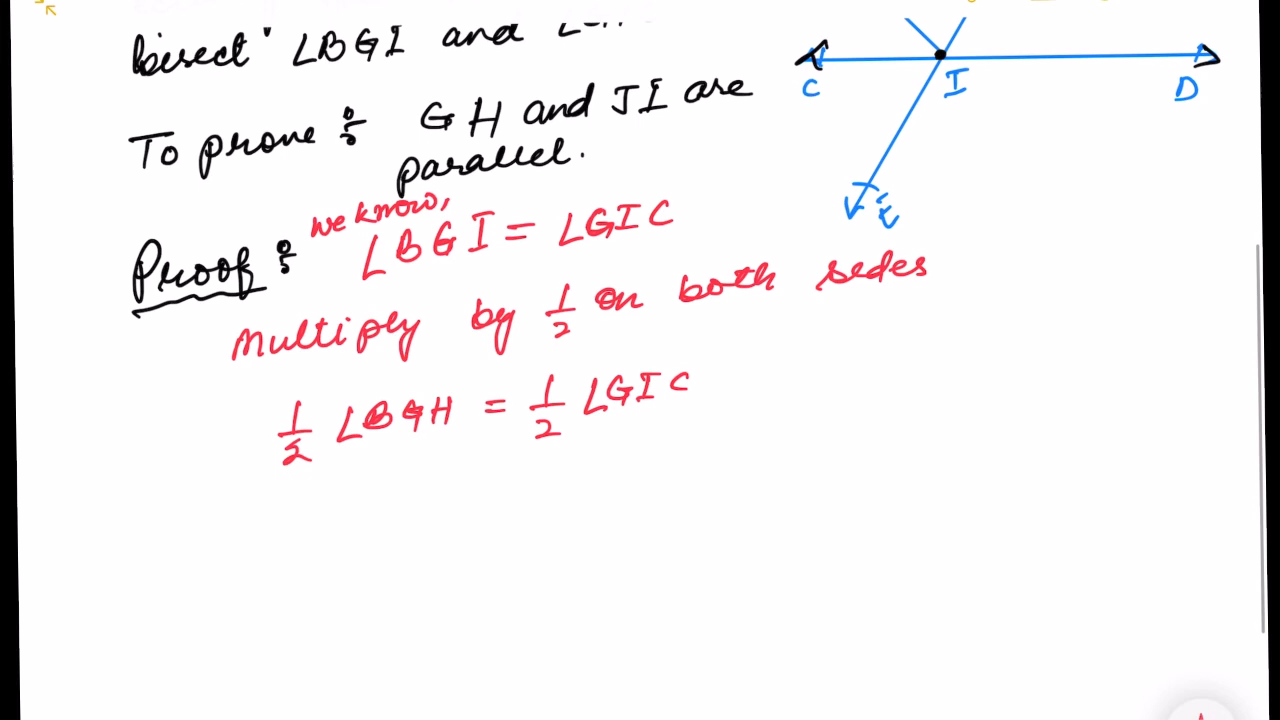 bisect ∠BGI and
To prove : GH and JI are
parallel.
C I D
E
we know,
Proof : ∠BGI = ∠GIC
Multiply by 1/2 on both sides
1/2 ∠BGH = 1/2 ∠GIC